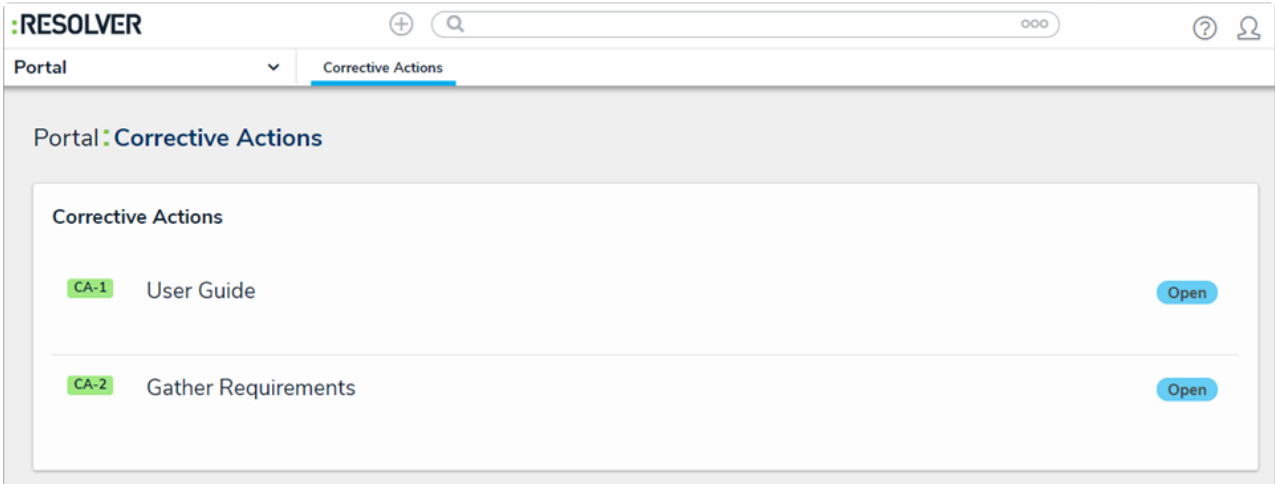 :RESOLVER
Portal
Corrective Actions
Portal:Corrective Actions
Corrective Actions
CA-1 User Guide Open
CA-2 Gather Requirements Open